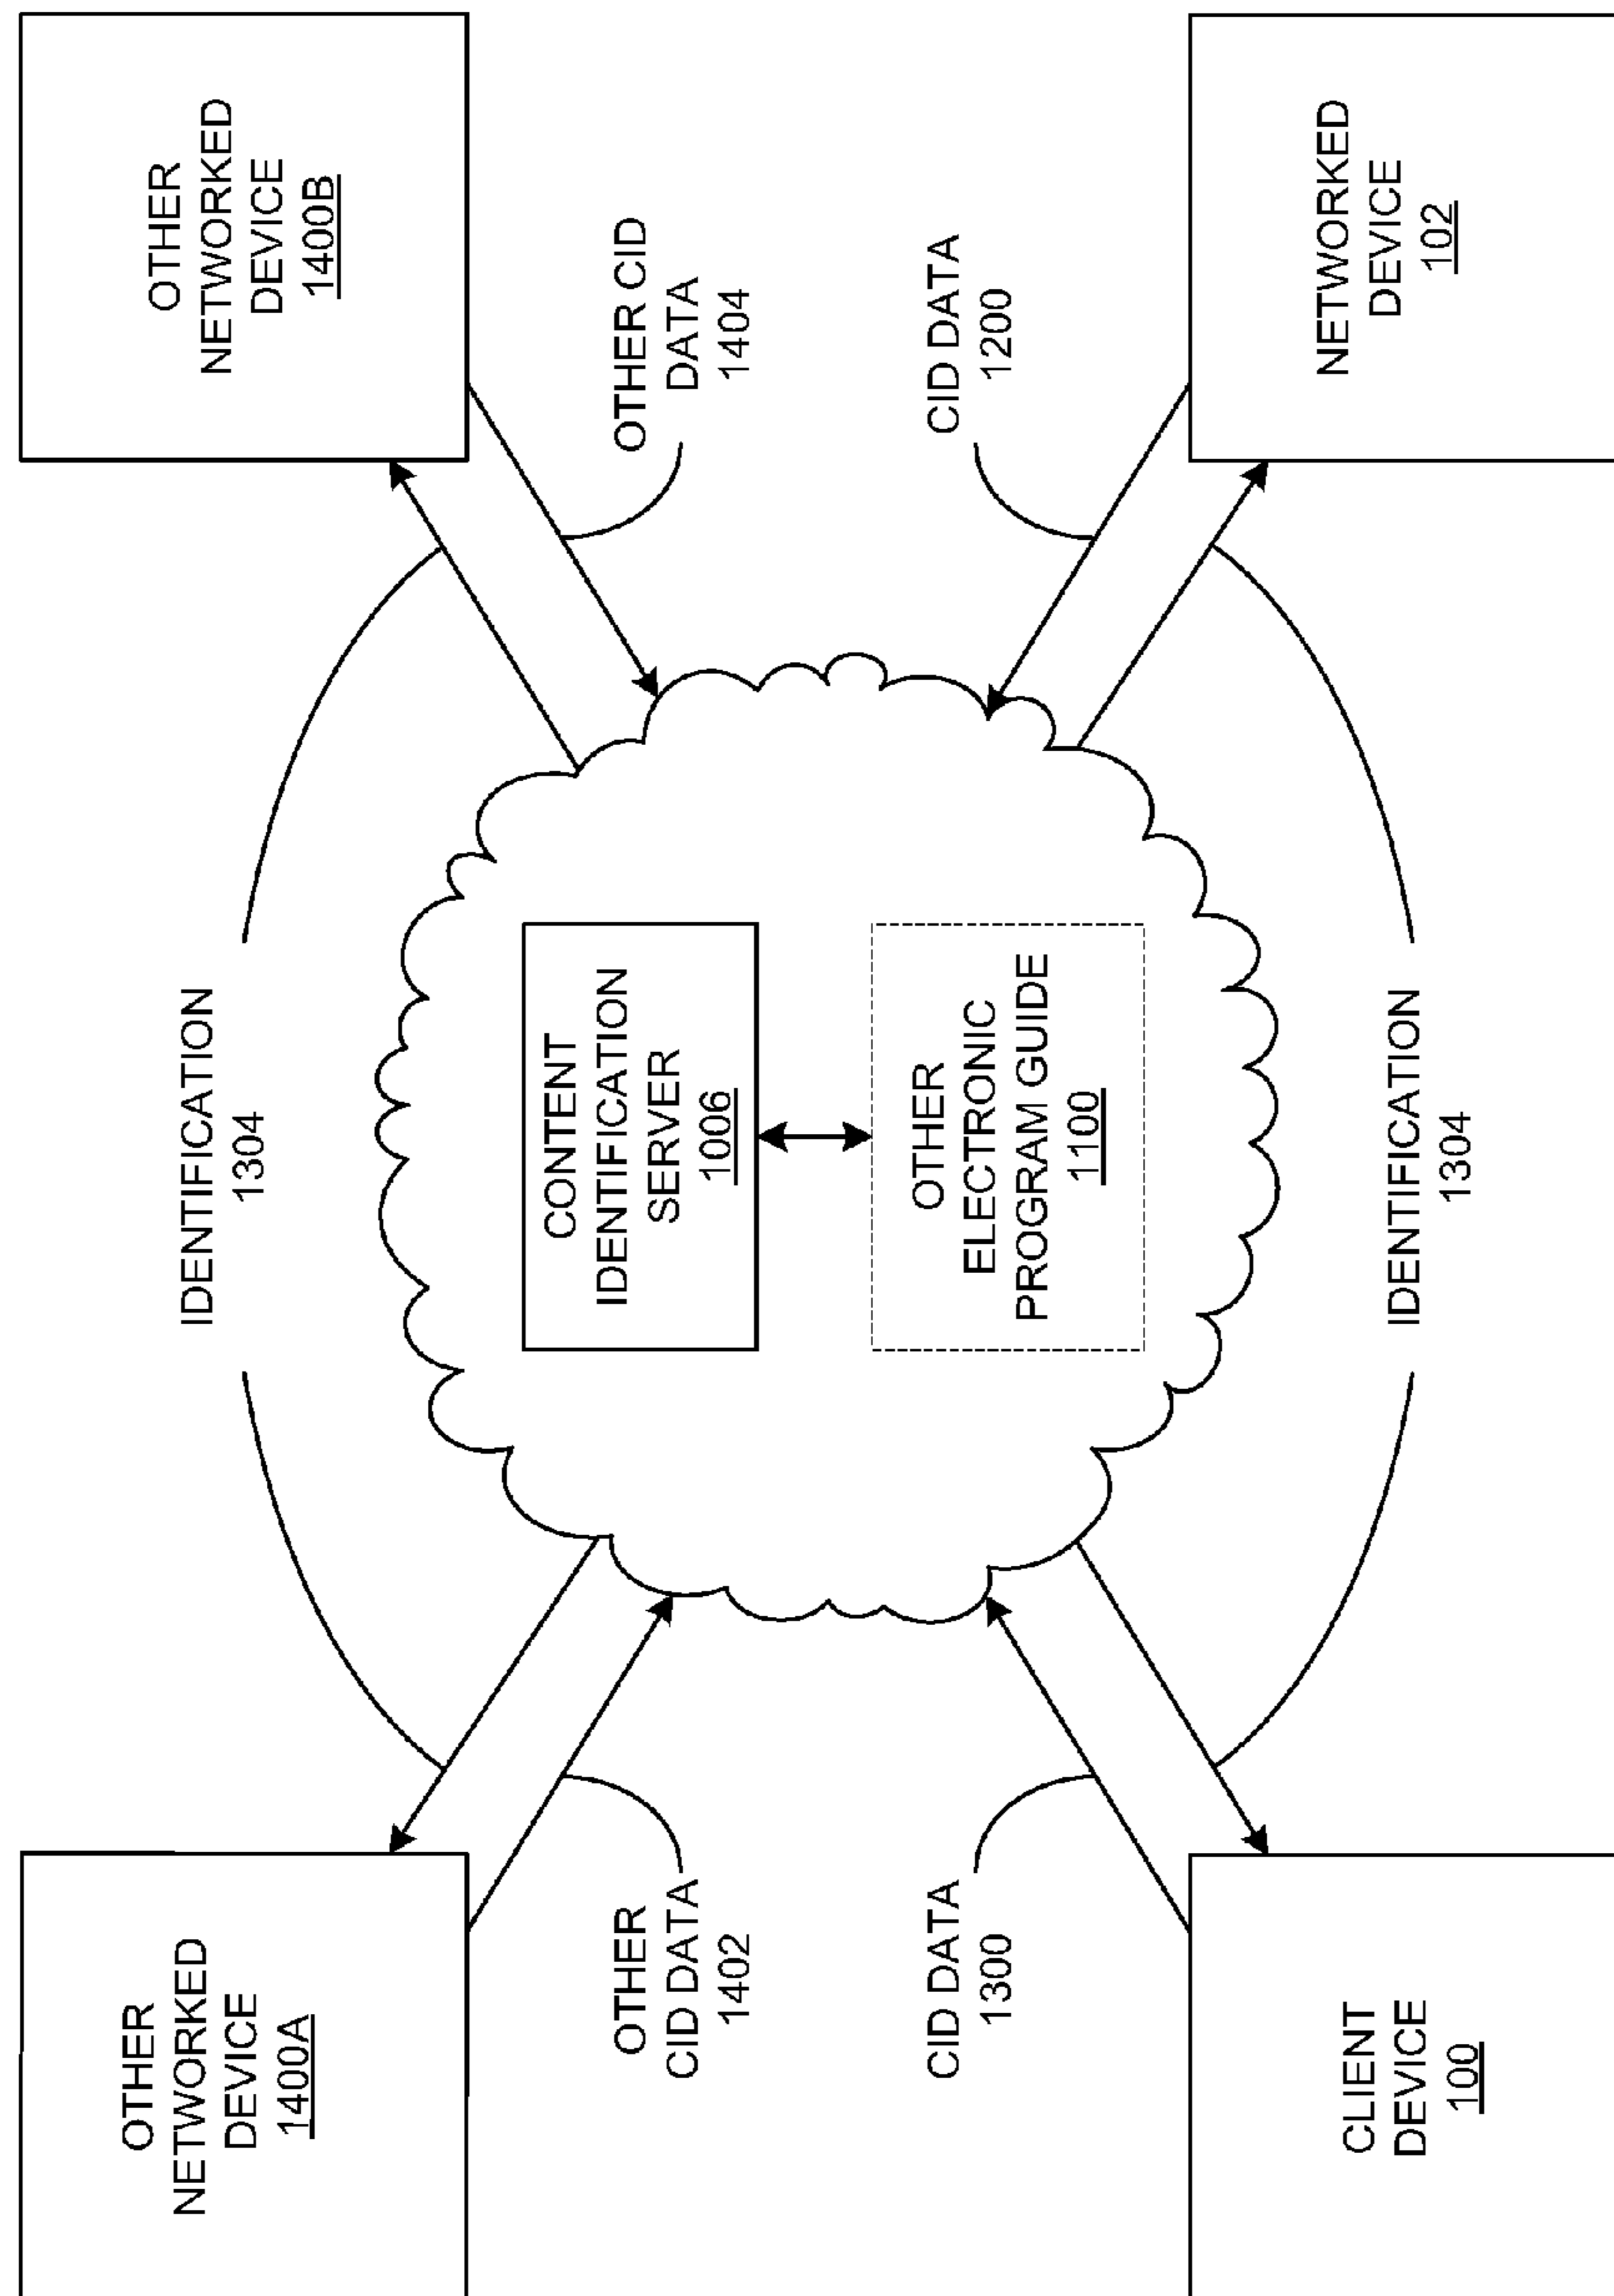 OTHER
NETWORKED
DEVICE
1400A
IDENTIFICATION
1304
OTHER
NETWORKED
DEVICE
1400B
OTHER
CID DATA
1402
CONTENT
IDENTIFICATION
SERVER
1006
OTHER CID
DATA
1404
CID DATA
1300
OTHER
ELECTRONIC
PROGRAM GUIDE
1100
CID DATA
1200
CLIENT
DEVICE
100
IDENTIFICATION
1304
NETWORKED
DEVICE
102